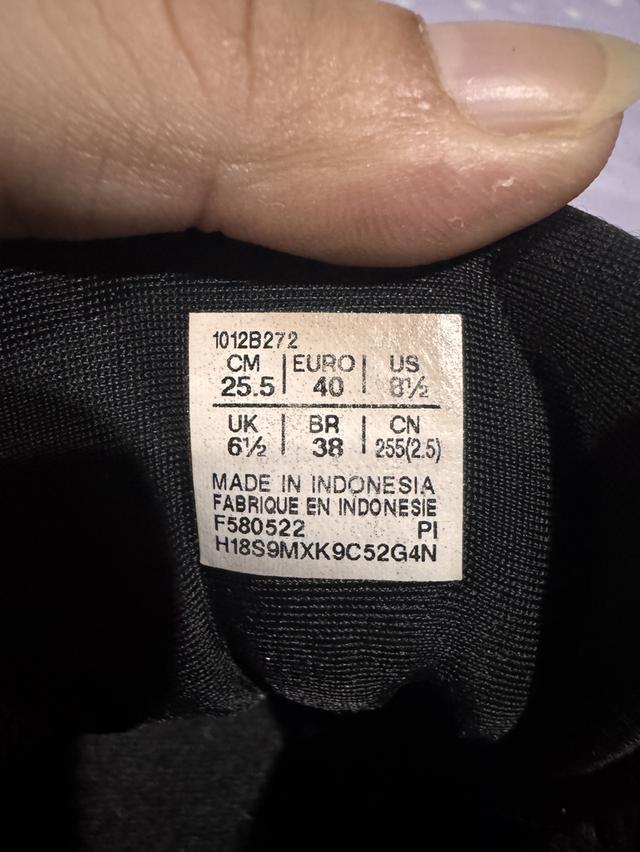 1012B272
CM | EURO | US
25.5 | 40 | 8½
UK | BR | CN
6½ | 38 | 255(2.5)
MADE IN INDONESIA
FABRIQUE EN INDONESIE
F580522 PI
H18S9MXK9C52G4N